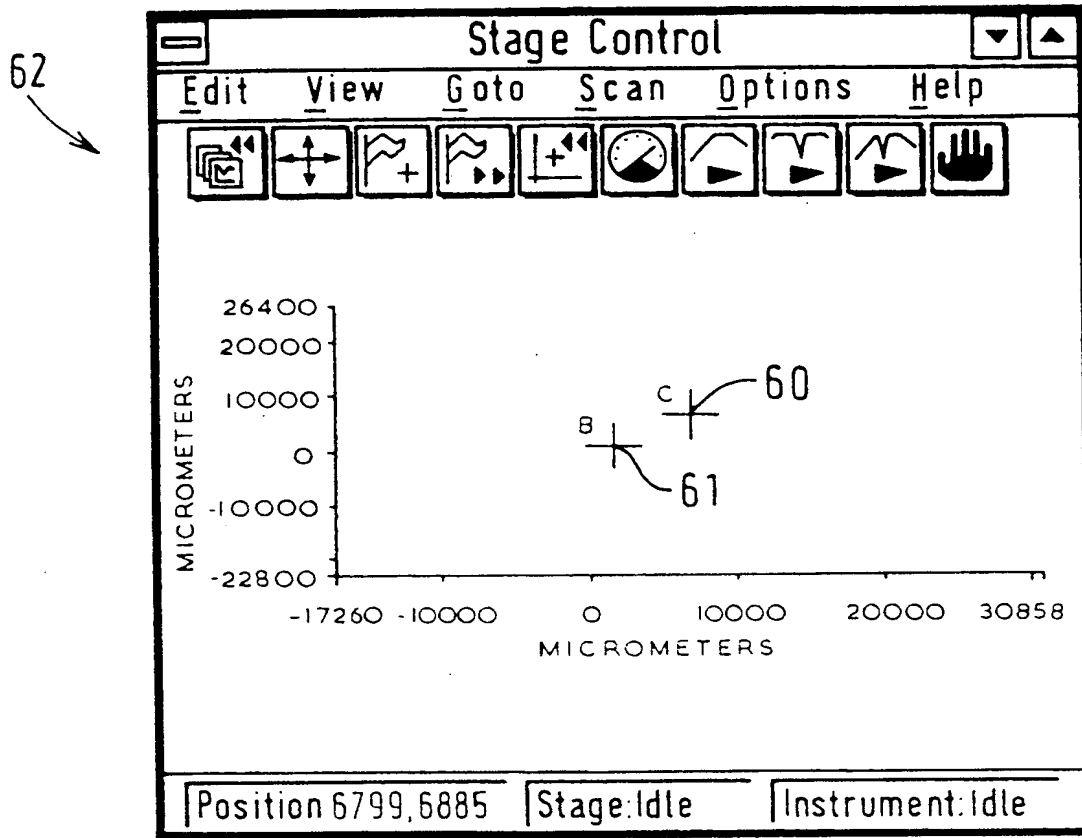 Stage Control
62
Edit View Goto Scan Options Help
26400
20000
10000
0
-10000
-22800
MICROMETERS
C
60
B
61
-17260 -10000 0 10000 20000 30858
MICROMETERS
Position 6799,6885 Stage:Idle Instrument:Idle